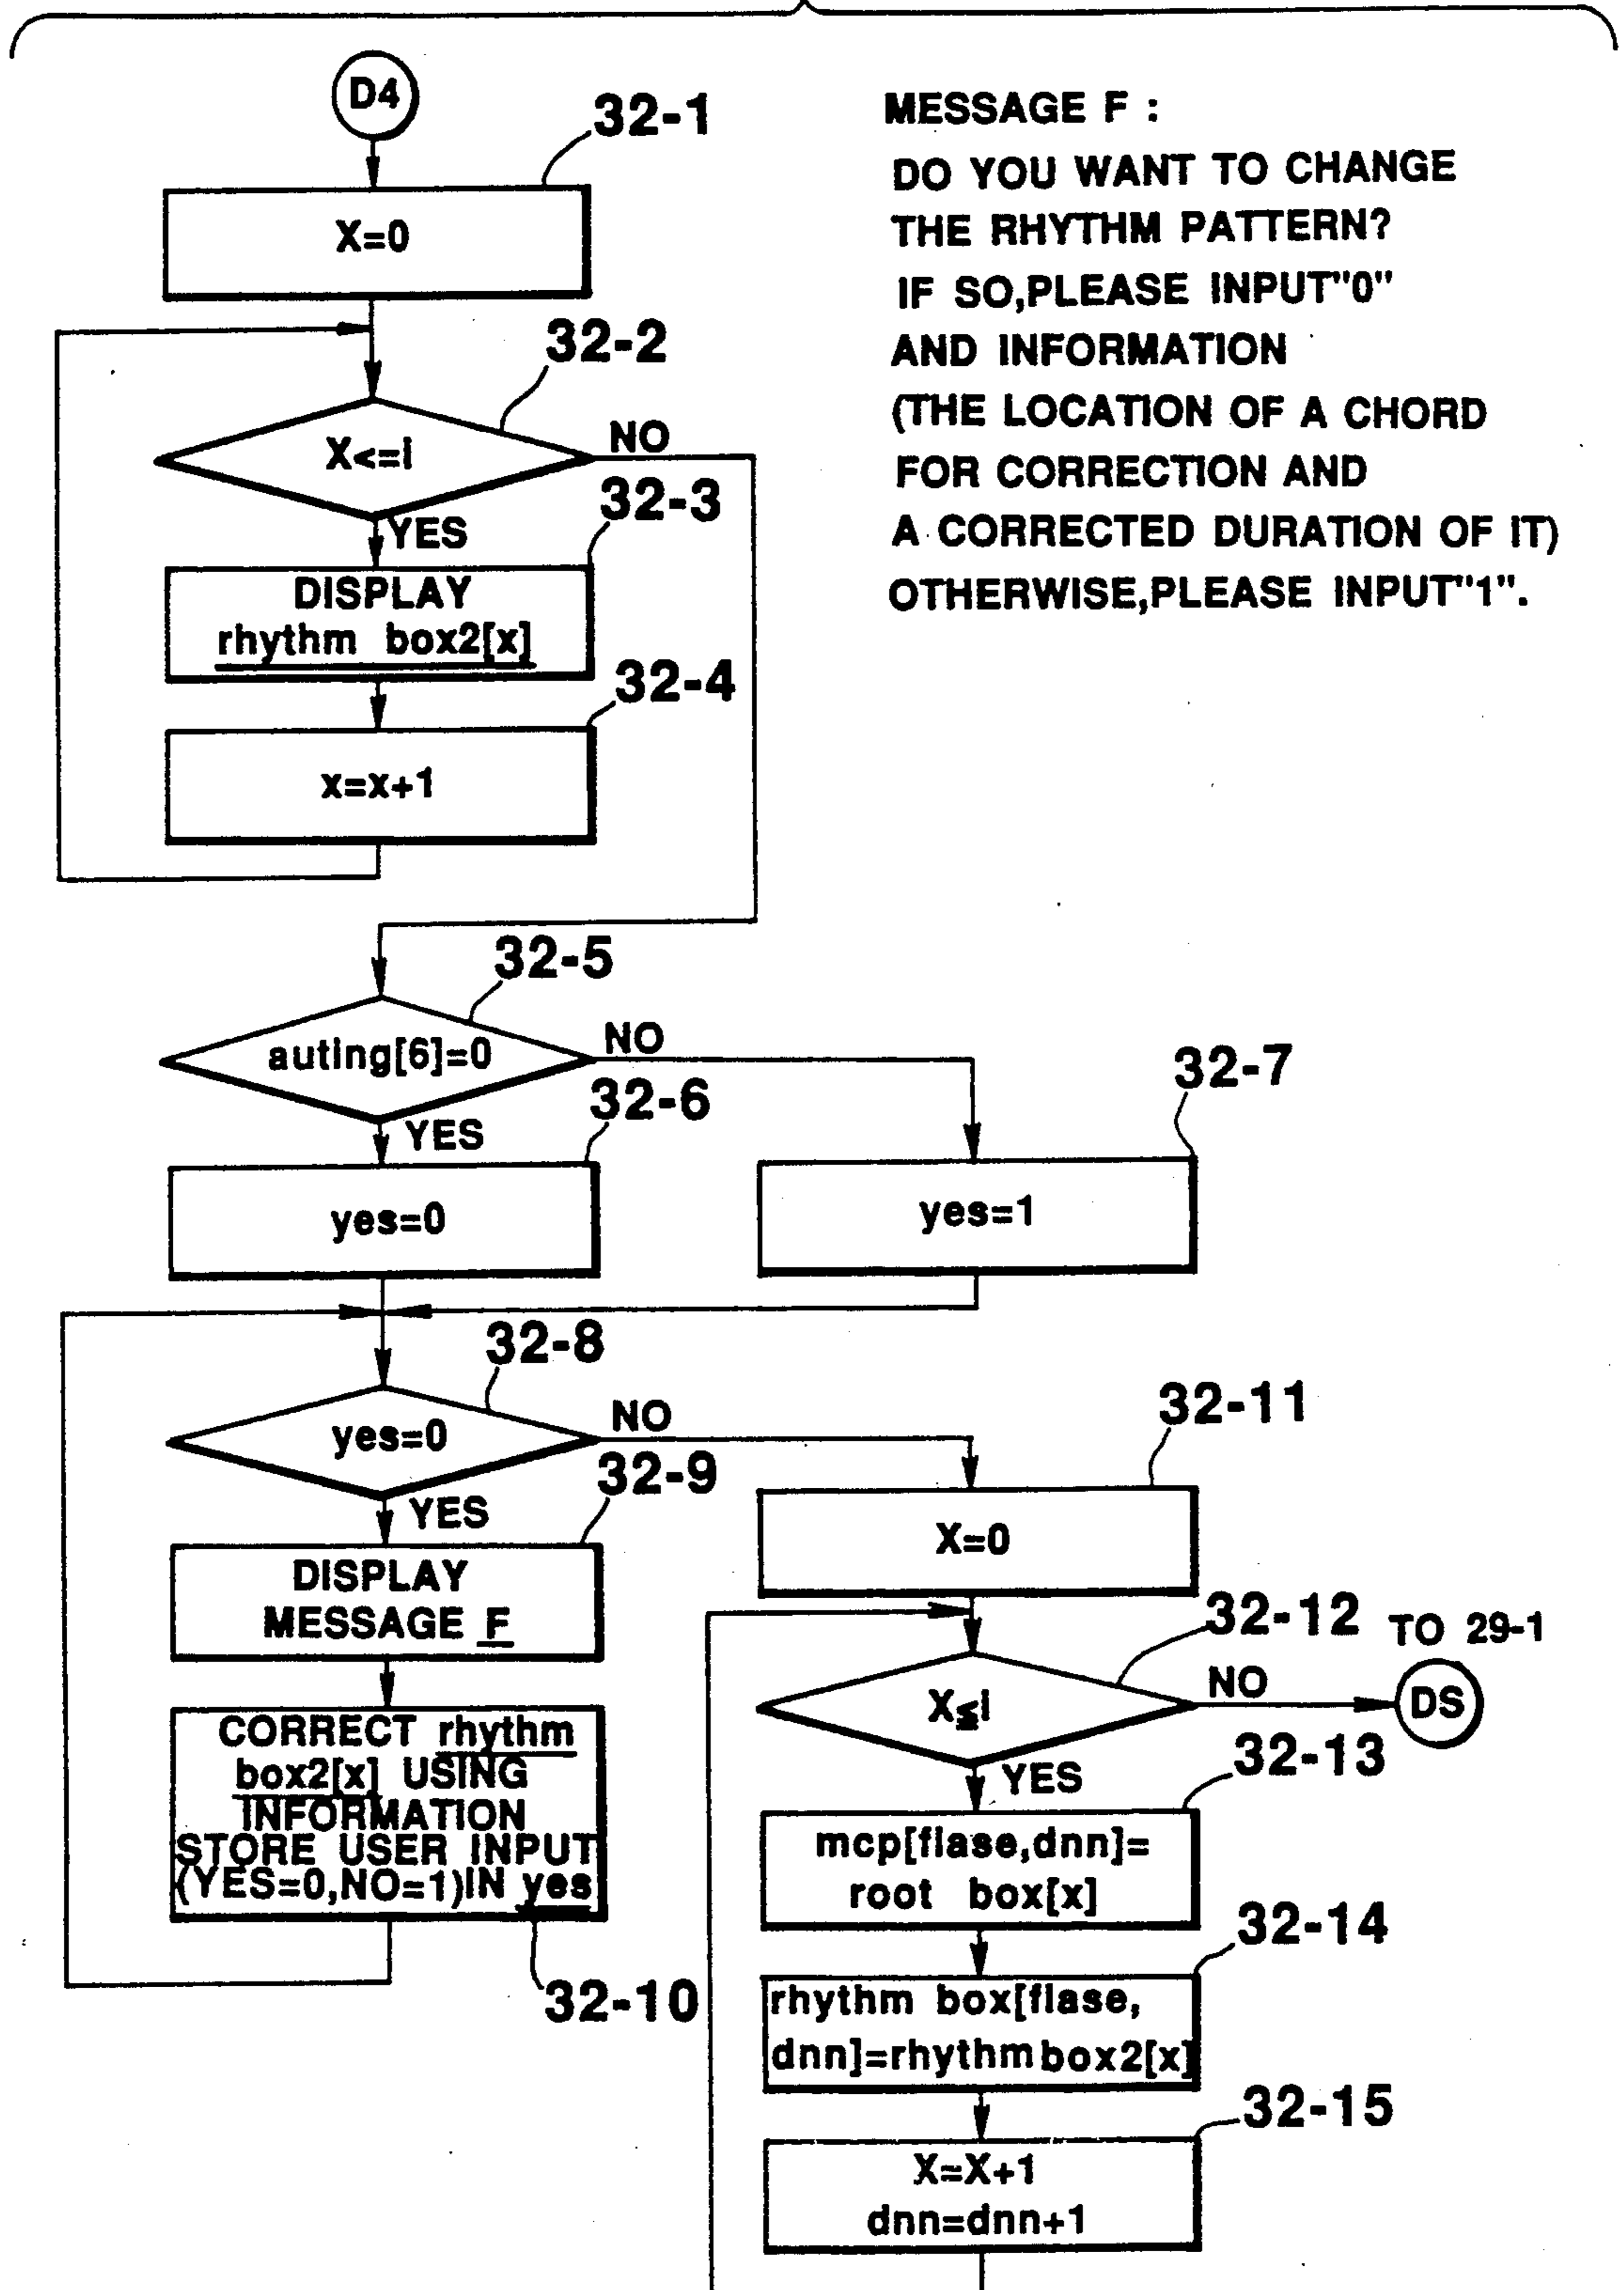 D4
32-1
X=0
32-2
X<=i
NO
YES
32-3
DISPLAY
rhythm box2[x]
32-4
x=x+1
MESSAGE F :
DO YOU WANT TO CHANGE
THE RHYTHM PATTERN?
IF SO,PLEASE INPUT"0"
AND INFORMATION
(THE LOCATION OF A CHORD
FOR CORRECTION AND
A CORRECTED DURATION OF IT)
OTHERWISE,PLEASE INPUT"1".
32-5
auting[6]=0
NO
YES
32-6
yes=0
32-7
yes=1
32-8
yes=0
NO
YES
32-9
DISPLAY
MESSAGE F
CORRECT rhythm
box2[x] USING
INFORMATION
STORE USER INPUT
(YES=0,NO=1)IN yes
32-10
32-11
X=0
32-12
X≦i
NO
TO 29-1
DS
YES
32-13
mcp[flase,dnn]=
root box[x]
32-14
rhythm box[flase,
dnn]=rhythm box2[x]
32-15
X=X+1
dnn=dnn+1